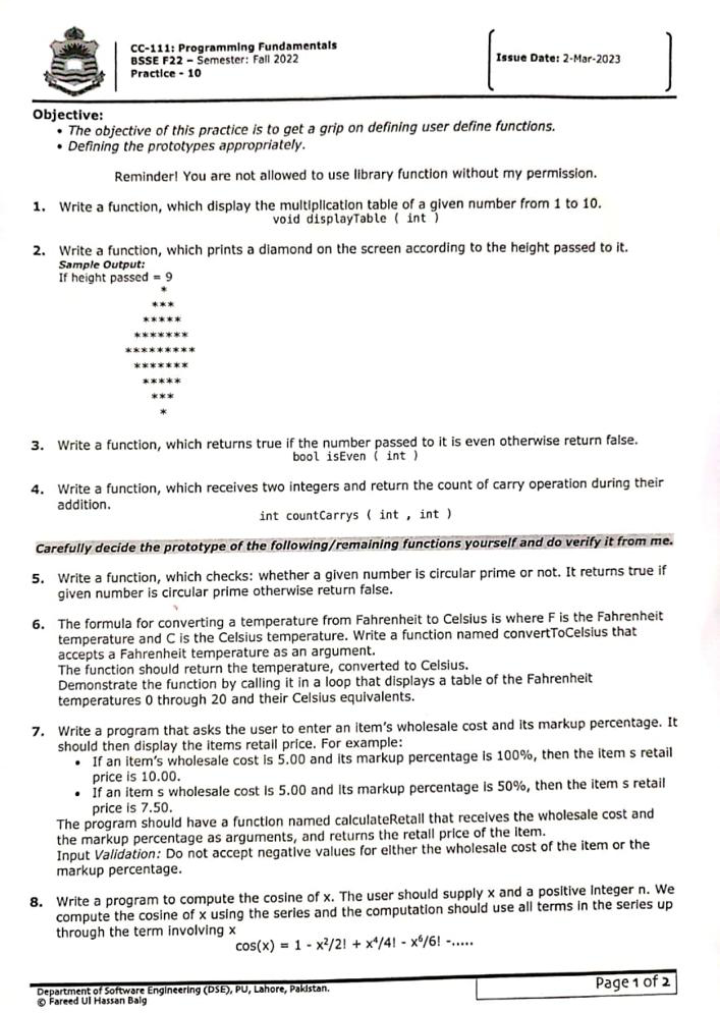 CC-111: Programming Fundamentals
BSSE F22 – Semester: Fall 2022
Practice - 10
Issue Date: 2-Mar-2023
Objective:
• The objective of this practice is to get a grip on defining user define functions.
• Defining the prototypes appropriately.
Reminder! You are not allowed to use library function without my permission.
1. Write a function, which display the multiplication table of a given number from 1 to 10.
void displayTable ( int )
2. Write a function, which prints a diamond on the screen according to the height passed to it.
Sample Output:
If height passed = 9
*
***
*****
*******
*********
*******
*****
***
*
3. Write a function, which returns true if the number passed to it is even otherwise return false.
bool isEven ( int )
4. Write a function, which receives two integers and return the count of carry operation during their
addition.
int countCarrys ( int , int )
Carefully decide the prototype of the following/remaining functions yourself and do verify it from me.
5. Write a function, which checks: whether a given number is circular prime or not. It returns true if
given number is circular prime otherwise return false.
6. The formula for converting a temperature from Fahrenheit to Celsius is where F is the Fahrenheit
temperature and C is the Celsius temperature. Write a function named convertToCelsius that
accepts a Fahrenheit temperature as an argument.
The function should return the temperature, converted to Celsius.
Demonstrate the function by calling it in a loop that displays a table of the Fahrenheit
temperatures 0 through 20 and their Celsius equivalents.
7. Write a program that asks the user to enter an item's wholesale cost and its markup percentage. It
should then display the items retail price. For example:
• If an item's wholesale cost is 5.00 and its markup percentage is 100%, then the item s retail
price is 10.00.
• If an item s wholesale cost is 5.00 and its markup percentage is 50%, then the item s retail
price is 7.50.
The program should have a function named calculateRetail that receives the wholesale cost and
the markup percentage as arguments, and returns the retail price of the item.
Input Validation: Do not accept negative values for either the wholesale cost of the item or the
markup percentage.
8. Write a program to compute the cosine of x. The user should supply x and a positive integer n. We
compute the cosine of x using the series and the computation should use all terms in the series up
through the term involving x
cos(x) = 1 - x²/2! + x⁴/4! - x⁶/6! -.....
Department of Software Engineering (DSE), PU, Lahore, Pakistan.
© Fareed Ul Hassan Baig
Page 1 of 2